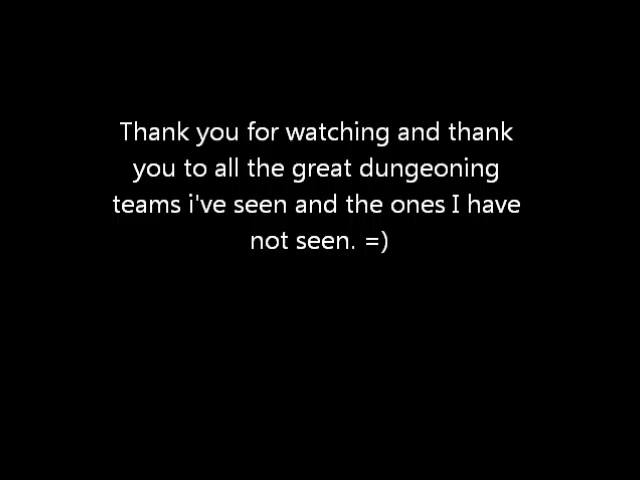 Thank you for watching and thank
you to all the great dungeoning
teams i've seen and the ones I have
not seen. =)